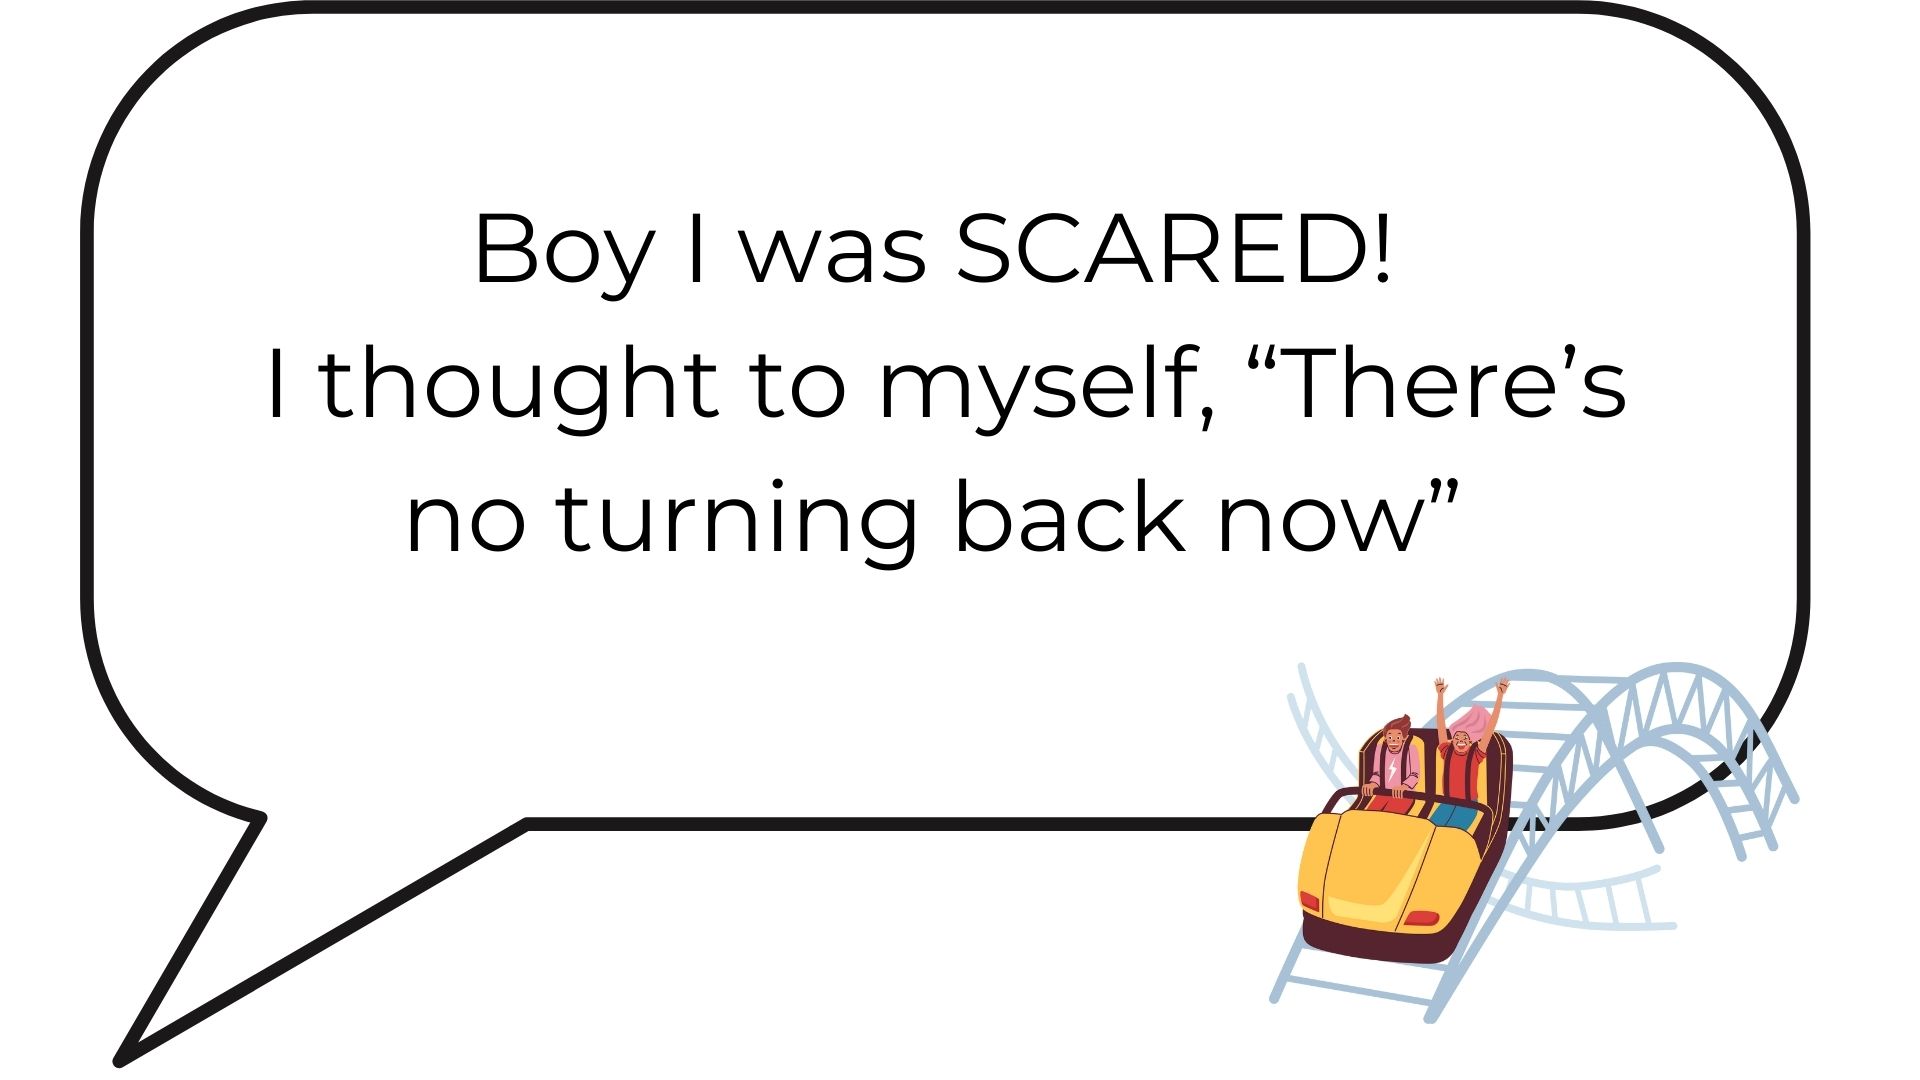 Boy I was SCARED!
I thought to myself, “There’s
no turning back now”